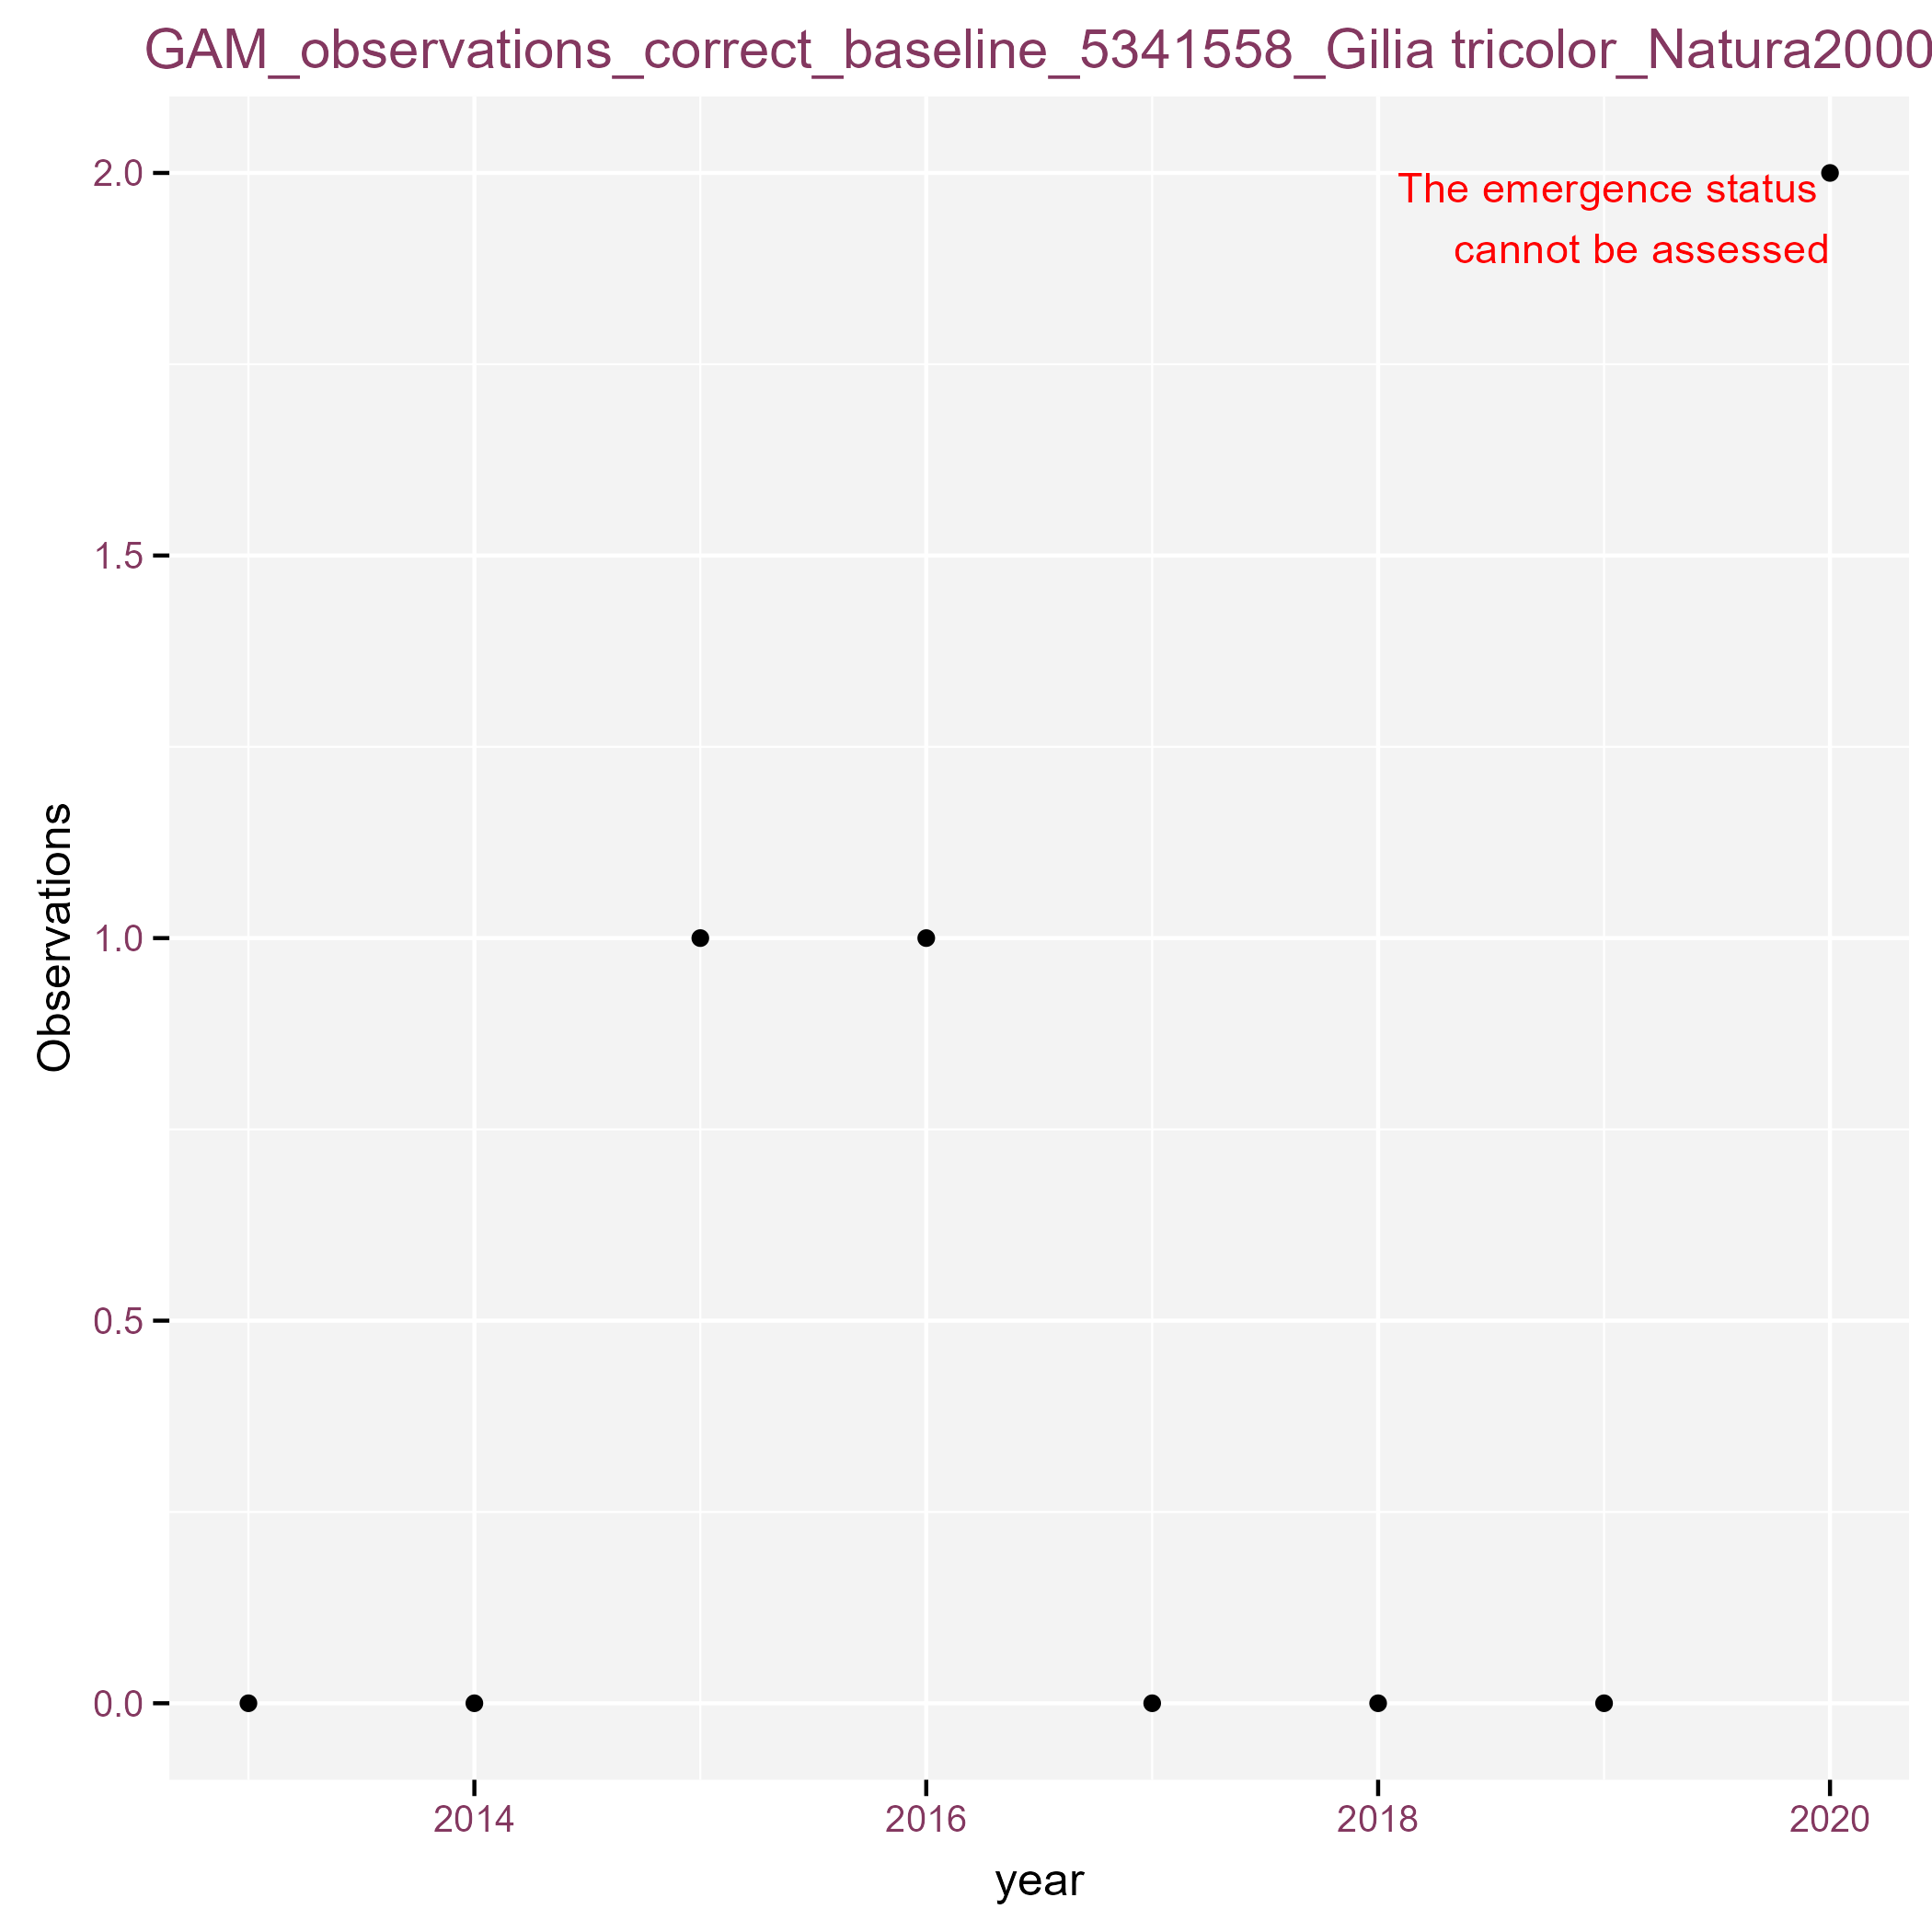 GAM_observations_correct_baseline_5341558_Gilia tricolor_Natura2000
2.0
The emergence status
cannot be assessed
1.5
1.0
0.5
0.0
Observations
2014 2016 2018 2020
year